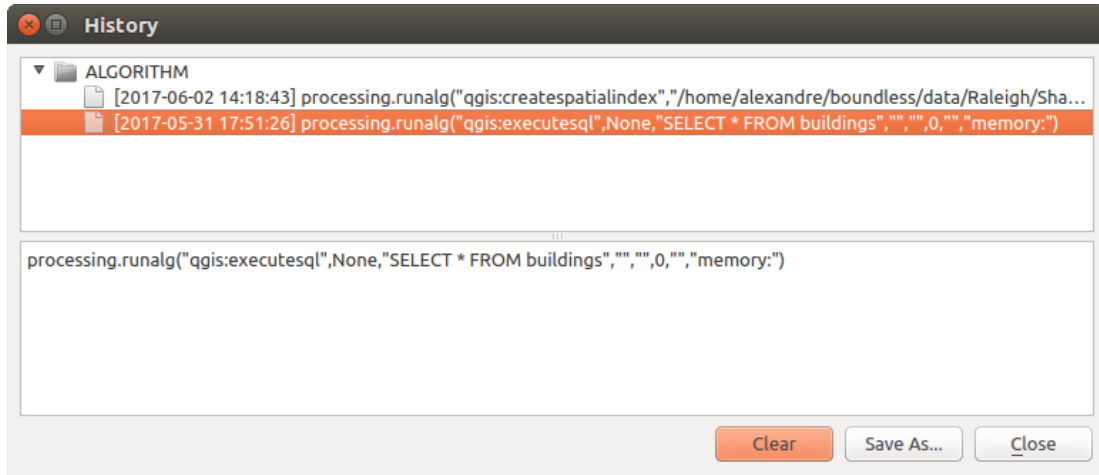 History
ALGORITHM
[2017-06-02 14:18:43] processing.runalg("qgis:createspatialindex","/home/alexandre/boundless/data/Raleigh/Sha...
[2017-05-31 17:51:26] processing.runalg("qgis:executesql",None,"SELECT * FROM buildings","","",0,"","memory:")
processing.runalg("qgis:executesql",None,"SELECT * FROM buildings","","",0,"","memory:")
Clear Save As... Close